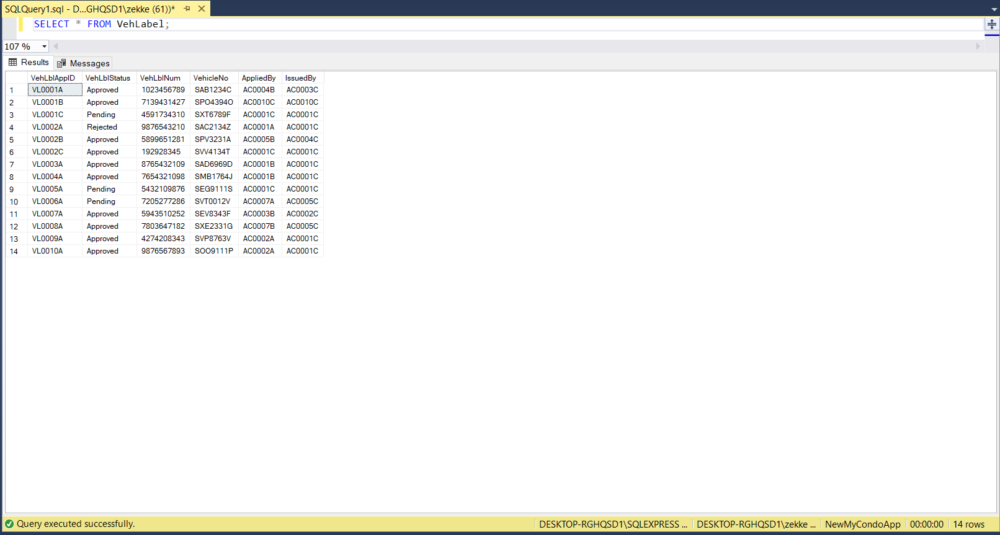 SQLQuery1.sql - D...GHQSD1\zekke (61))*
SELECT * FROM VehLabel;
107 %
Results Messages
VehLblAppID VehLblStatus VehLblNum VehicleNo AppliedBy IssuedBy
1 VL0001A Approved 1023456789 SAB1234C AC0004B AC0003C
2 VL0001B Approved 7139431427 SPO4394O AC0010C AC0010C
3 VL0001C Pending 4591734310 SXT6789F AC0001C AC0001C
4 VL0002A Rejected 9876543210 SAC2134Z AC0001A AC0001C
5 VL0002B Approved 5899651281 SPV3231A AC0005B AC0004C
6 VL0002C Approved 192928345 SVV4134T AC0001C AC0001C
7 VL0003A Approved 8765432109 SAD6969D AC0001B AC0001C
8 VL0004A Approved 7654321098 SMB1764J AC0001B AC0001C
9 VL0005A Pending 5432109876 SEG9111S AC0001C AC0001C
10 VL0006A Pending 7205277286 SVT0012V AC0007A AC0005C
11 VL0007A Approved 5943510252 SEV8343F AC0003B AC0002C
12 VL0008A Approved 7803647182 SXE2331G AC0007B AC0005C
13 VL0009A Approved 4274208343 SVP8763V AC0002A AC0001C
14 VL0010A Approved 9876567893 SOO9111P AC0002A AC0001C
Query executed successfully. DESKTOP-RGHQSD1\SQLEXPRESS ... DESKTOP-RGHQSD1\zekke ... NewMyCondoApp 00:00:00 14 rows